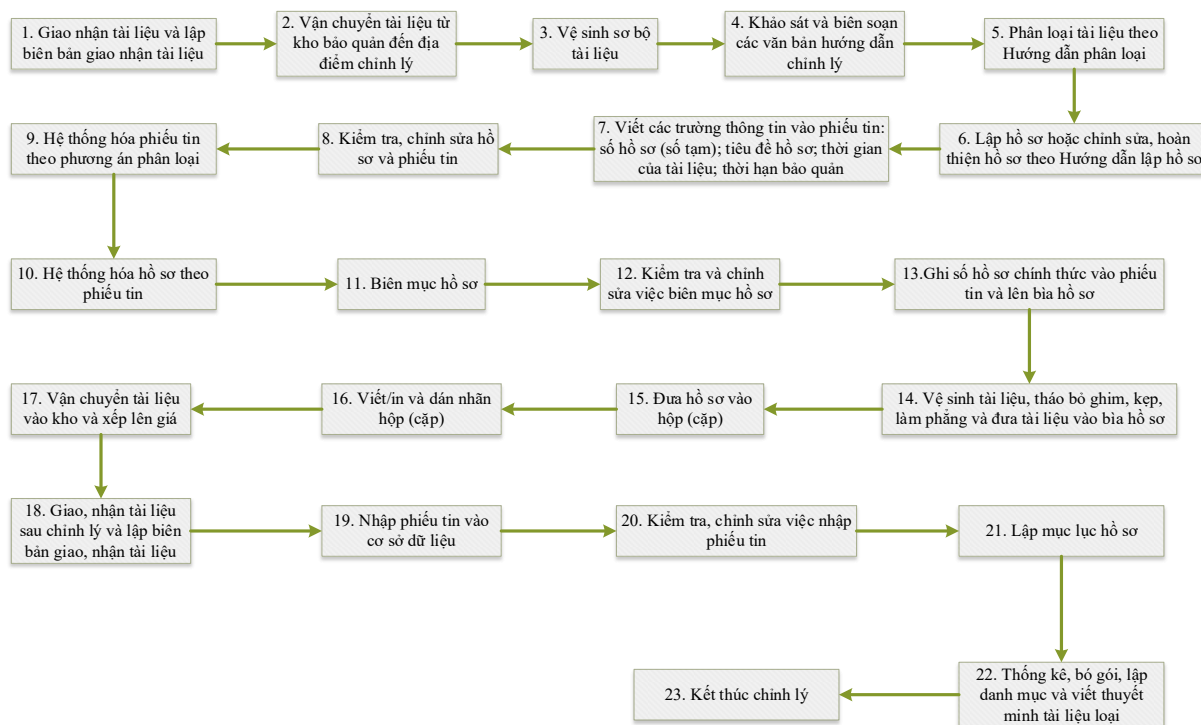 1. Giao nhận tài liệu và lập
biên bản giao nhận tài liệu
2. Vận chuyển tài liệu từ
kho bảo quản đến địa
điểm chỉnh lý
3. Vệ sinh sơ bộ
tài liệu
4. Khảo sát và biên soạn
các văn bản hướng dẫn
chỉnh lý
5. Phân loại tài liệu theo
Hướng dẫn phân loại
6. Lập hồ sơ hoặc chỉnh sửa, hoàn
thiện hồ sơ theo Hướng dẫn lập hồ sơ
7. Viết các trường thông tin vào phiếu tin:
số hồ sơ (số tạm); tiêu đề hồ sơ; thời gian
của tài liệu; thời hạn bảo quản
8. Kiểm tra, chỉnh sửa hồ
sơ và phiếu tin
9. Hệ thống hóa phiếu tin
theo phương án phân loại
10. Hệ thống hóa hồ sơ theo
phiếu tin
11. Biên mục hồ sơ
12. Kiểm tra và chỉnh
sửa việc biên mục hồ sơ
13.Ghi số hồ sơ chính thức vào phiếu
tin và lên bìa hồ sơ
14. Vệ sinh tài liệu, tháo bỏ ghim, kẹp,
làm phẳng và đưa tài liệu vào bìa hồ sơ
15. Đưa hồ sơ vào
hộp (cặp)
16. Viết/in và dán nhãn
hộp (cặp)
17. Vận chuyển tài liệu
vào kho và xếp lên giá
18. Giao, nhận tài liệu
sau chỉnh lý và lập biên
bản giao, nhận tài liệu
19. Nhập phiếu tin vào
cơ sở dữ liệu
20. Kiểm tra, chỉnh sửa việc nhập
phiếu tin
21. Lập mục lục hồ sơ
22. Thống kê, bó gói, lập
danh mục và viết thuyết
minh tài liệu loại
23. Kết thúc chỉnh lý